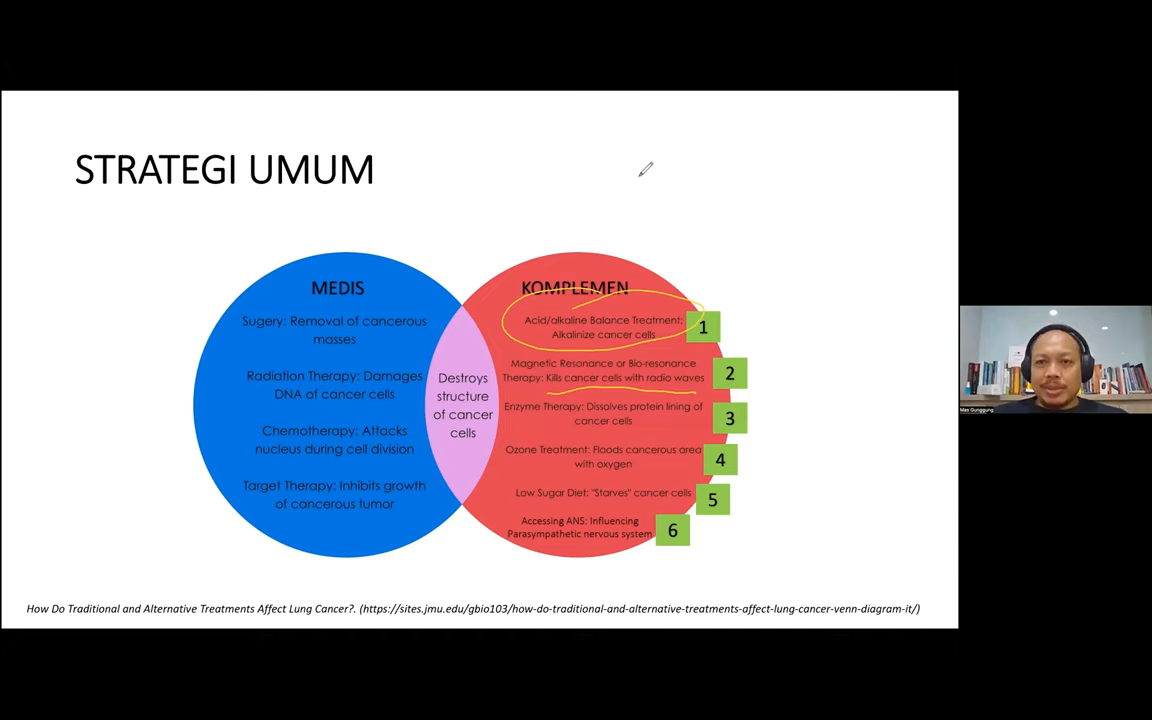 STRATEGI UMUM
MEDIS
Sugery: Removal of cancerous
masses
Radiation Therapy: Damages
DNA of cancer cells
Chemotherapy: Attacks
nucleus during cell division
Target Therapy: Inhibits growth
of cancerous tumor
Destroys
structure
of cancer
cells
KOMPLEMEN
Acid/alkaline Balance Treatment:
Alkalinize cancer cells
1
Magnetic Resonance or Bio-resonance
Therapy: Kills cancer cells with radio waves
2
Enzyme Therapy: Dissolves protein lining of
cancer cells
3
Ozone Treatment: Floods cancerous area
with oxygen
4
Low Sugar Diet: "Starves" cancer cells
5
Accessing ANS: Influencing
Parasympathetic nervous system
6
How Do Traditional and Alternative Treatments Affect Lung Cancer?. (https://sites.jmu.edu/gbio103/how-do-traditional-and-alternative-treatments-affect-lung-cancer-venn-diagram-it/)
Mas Gunggung